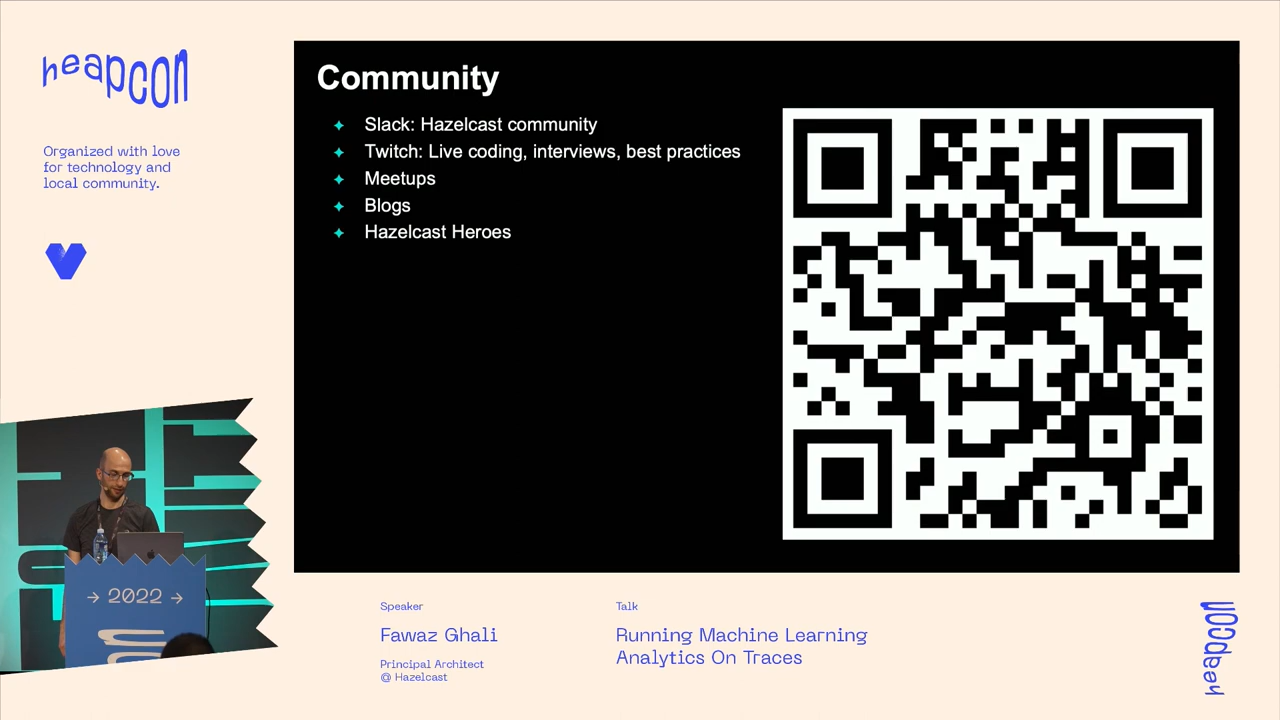 heapcon
Organized with love
for technology and
local community.
Community
Slack: Hazelcast community
Twitch: Live coding, interviews, best practices
Meetups
Blogs
Hazelcast Heroes
→ 2022 →
Speaker
Fawaz Ghali
Principal Architect
@ Hazelcast
Talk
Running Machine Learning
Analytics On Traces
heapcon